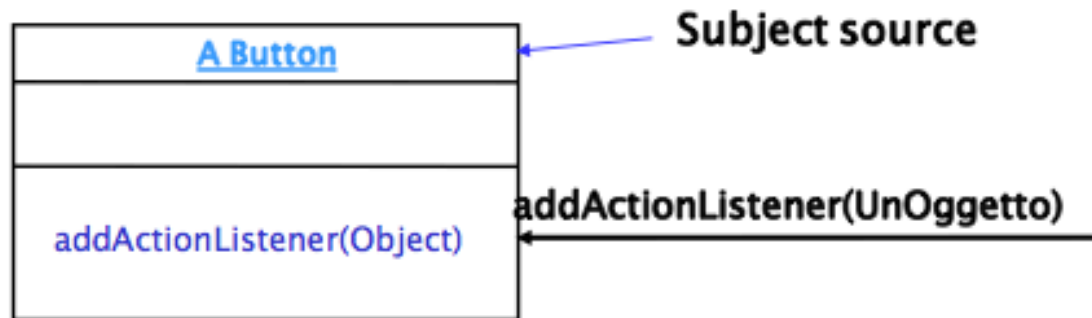 Subject source
A Button
addActionListener(UnOggetto)
addActionListener(Object)